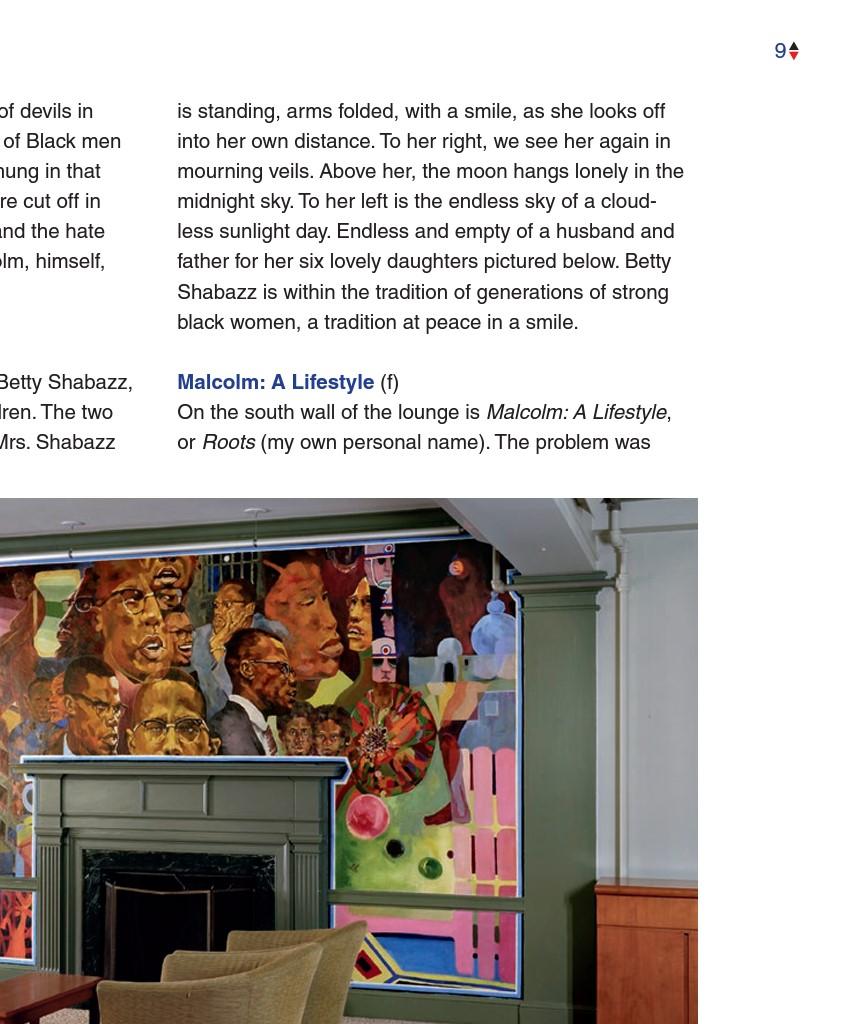 9
of devils in
of Black men
hung in that
re cut off in
and the hate
olm, himself,
Betty Shabazz,
dren. The two
Mrs. Shabazz
is standing, arms folded, with a smile, as she looks off
into her own distance. To her right, we see her again in
mourning veils. Above her, the moon hangs lonely in the
midnight sky. To her left is the endless sky of a cloud-
less sunlight day. Endless and empty of a husband and
father for her six lovely daughters pictured below. Betty
Shabazz is within the tradition of generations of strong
black women, a tradition at peace in a smile.
Malcolm: A Lifestyle (f)
On the south wall of the lounge is Malcolm: A Lifestyle,
or Roots (my own personal name). The problem was